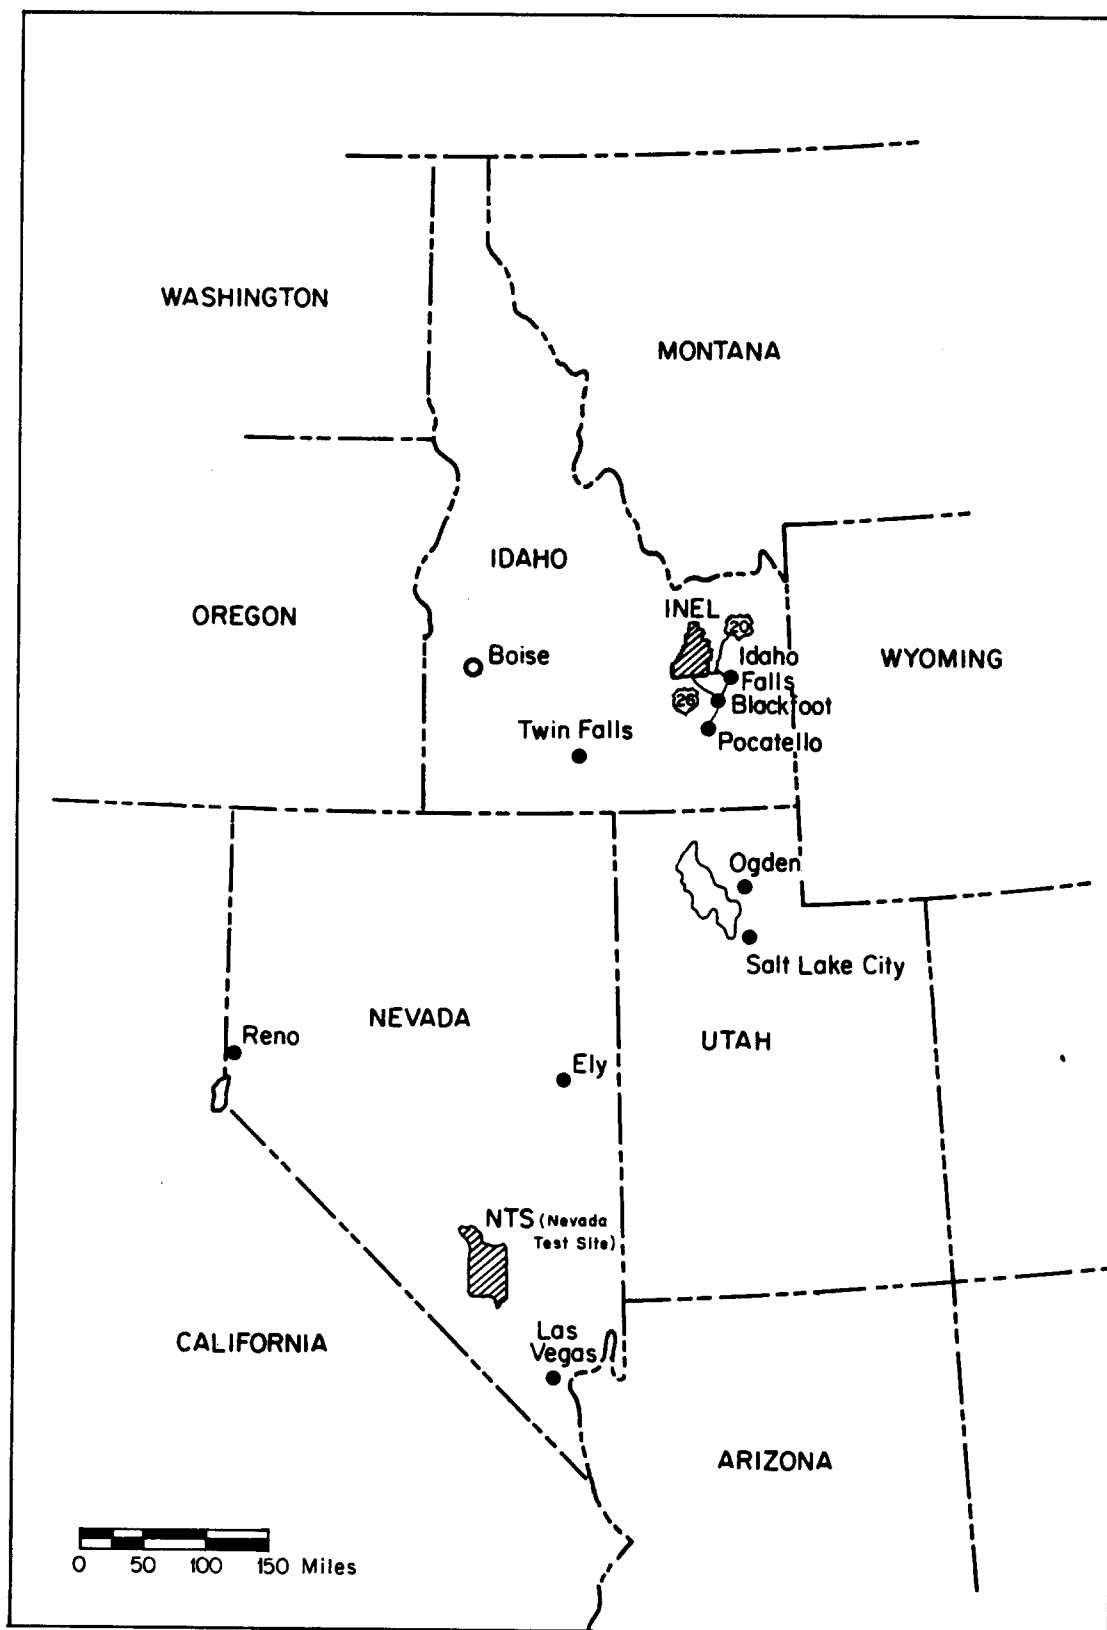 WASHINGTON
MONTANA
IDAHO
OREGON
INEL
20
Boise
Idaho
Falls
WYOMING
26
Blackfoot
Twin Falls
Pocatello
Ogden
Salt Lake City
NEVADA
Reno
UTAH
Ely
NTS (Nevada
Test Site)
Las
Vegas
CALIFORNIA
ARIZONA
0 50 100 150 Miles